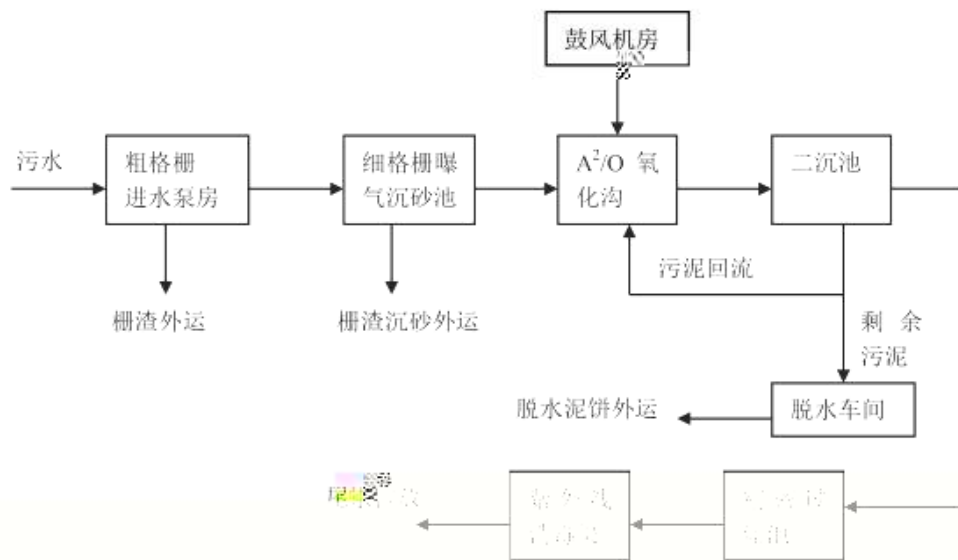 鼓风机房
污水
粗格栅
进水泵房
细格栅曝
气沉砂池
A²/O 氧
化沟
二沉池
污泥回流
栅渣外运
栅渣沉砂外运
剩 余
污泥
脱水泥饼外运
脱水车间